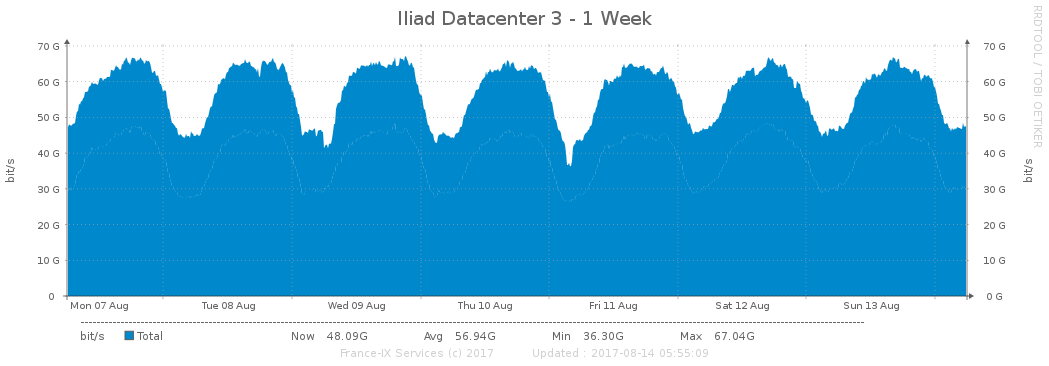 Iliad Datacenter 3 - 1 Week
RRDTOOL / TOBI OETIKER
70 G 70 G
60 G 60 G
50 G 50 G
40 G 40 G
30 G 30 G
20 G 20 G
10 G 10 G
0 0 G
bit/s bit/s
Mon 07 Aug Tue 08 Aug Wed 09 Aug Thu 10 Aug Fri 11 Aug Sat 12 Aug Sun 13 Aug
bit/s Total Now 48.09G Avg 56.94G Min 36.30G Max 67.04G
France-IX Services (c) 2017 Updated : 2017-08-14 05:55:09